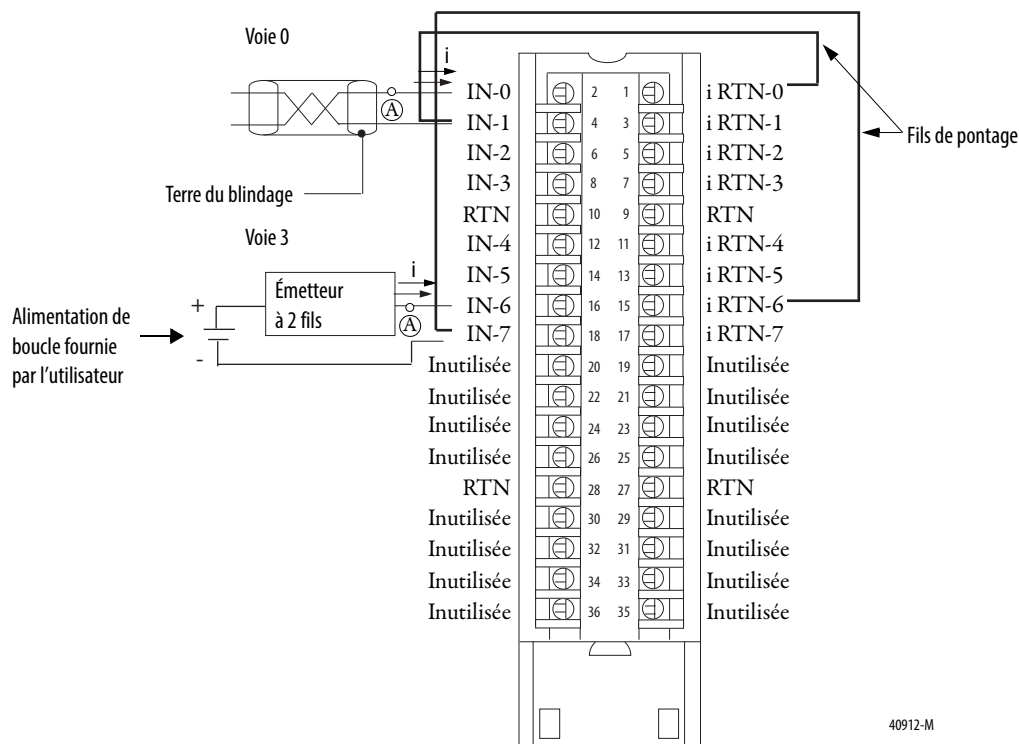 Voie 0
i
A
IN-0 2 1 i RTN-0
IN-1 4 3 i RTN-1
Fils de pontage
IN-2 6 5 i RTN-2
IN-3 8 7 i RTN-3
Terre du blindage
RTN 10 9 RTN
Voie 3
IN-4 12 11 i RTN-4
IN-5 14 13 i RTN-5
i
Émetteur
à 2 fils
+
-
A
IN-6 16 15 i RTN-6
Alimentation de
boucle fournie
par l’utilisateur
IN-7 18 17 i RTN-7
Inutilisée 20 19 Inutilisée
Inutilisée 22 21 Inutilisée
Inutilisée 24 23 Inutilisée
Inutilisée 26 25 Inutilisée
RTN 28 27 RTN
Inutilisée 30 29 Inutilisée
Inutilisée 32 31 Inutilisée
Inutilisée 34 33 Inutilisée
Inutilisée 36 35 Inutilisée
40912-M